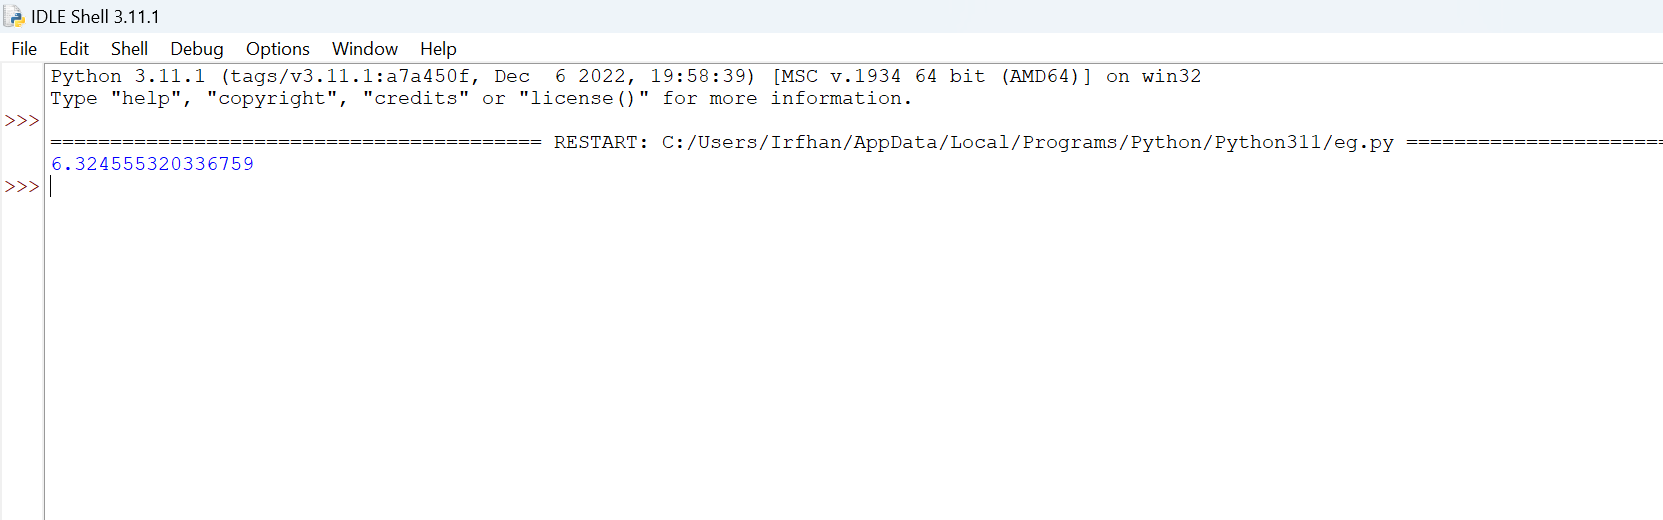 IDLE Shell 3.11.1
File Edit Shell Debug Options Window Help
Python 3.11.1 (tags/v3.11.1:a7a450f, Dec  6 2022, 19:58:39) [MSC v.1934 64 bit (AMD64)] on win32
Type "help", "copyright", "credits" or "license()" for more information.
>>>
========================================= RESTART: C:/Users/Irfhan/AppData/Local/Programs/Python/Python311/eg.py ======================
6.324555320336759
>>>